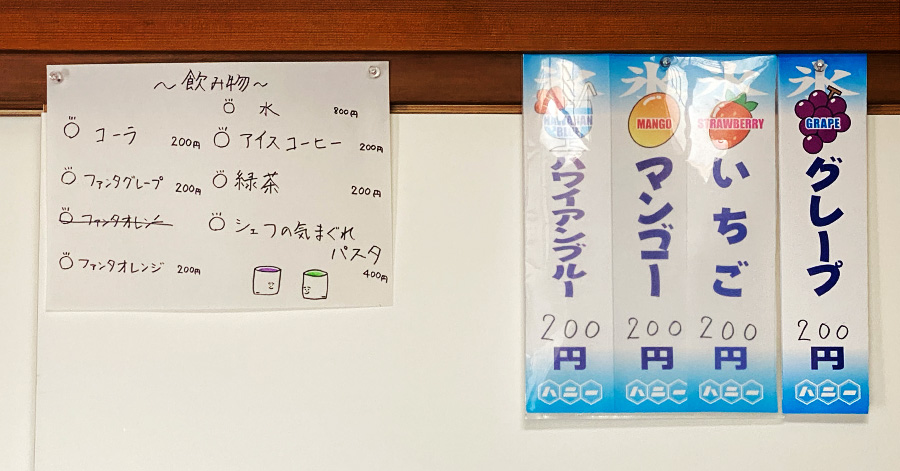 ～飲み物～
水 800円
コーラ 200円
アイスコーヒー 200円
ファンタグレープ 200円
緑茶 200円
ファンタオレンー
シェフの気まぐれ
パスタ
400円
ファンタオレンジ 200円
氷
HAWAIIAN
BLUE
ハワイアンブルー
200
円
ハニー
氷
MANGO
マンゴー
200
円
ハニー
氷
STRAWBERRY
いちご
200
円
ハニー
氷
GRAPE
グレープ
200
円
ハニー